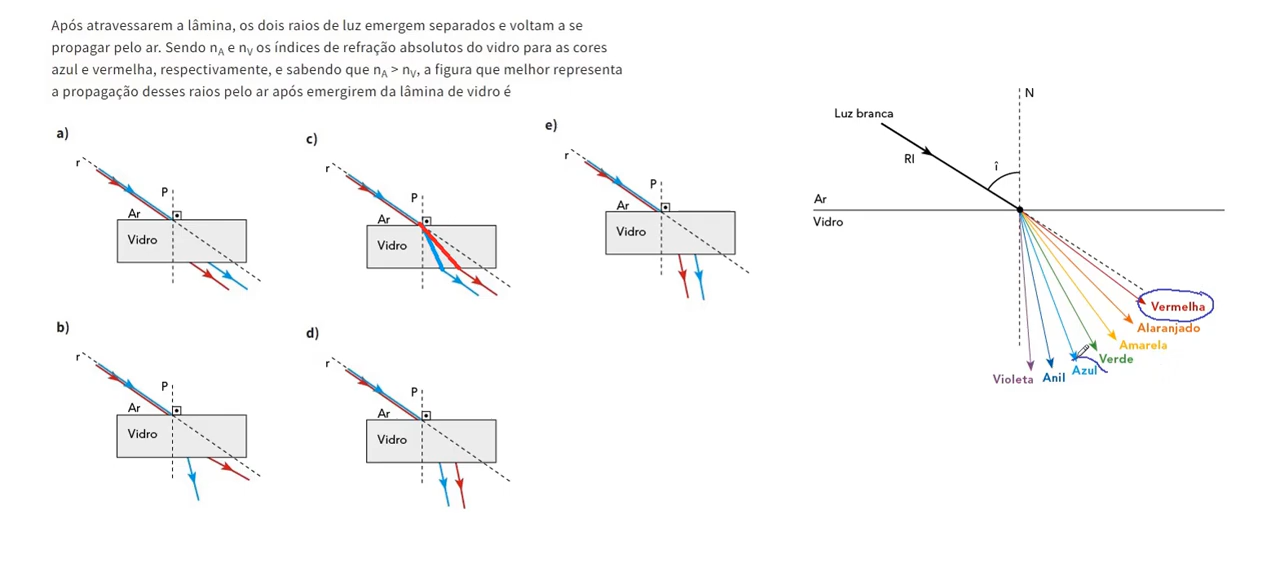 Após atravessarem a lâmina, os dois raios de luz emergem separados e voltam a se
propagar pelo ar. Sendo nA e nV os índices de refração absolutos do vidro para as cores
azul e vermelha, respectivamente, e sabendo que nA > nV, a figura que melhor representa
a propagação desses raios pelo ar após emergirem da lâmina de vidro é
a)
r
P
Ar
Vidro
c)
r
P
Ar
Vidro
e)
r
P
Ar
Vidro
b)
r
P
Ar
Vidro
d)
r
P
Ar
Vidro
N
Luz branca
RI
î
Ar
Vidro
Vermelha
Alaranjado
Amarela
Verde
Azul
Anil
Violeta